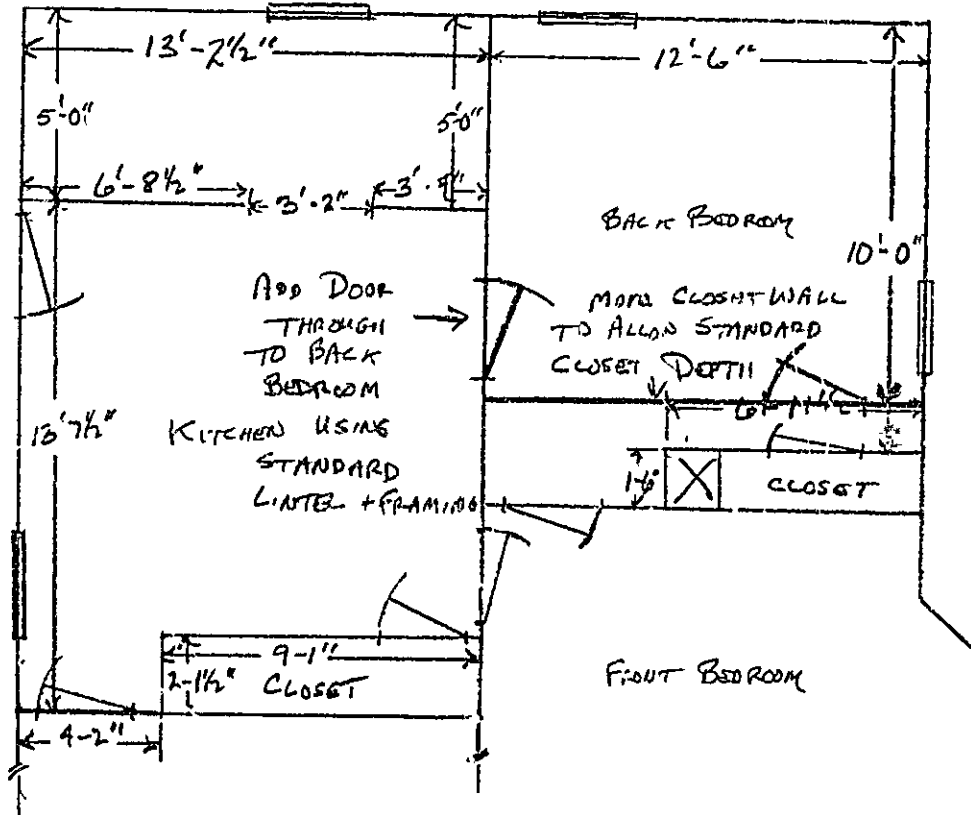 13'-2½"
12'-6"
5'-0"
5'-0"
6'-8½"
3'-2"
BACK BEDROOM
10'-0"
ADD DOOR
THROUGH
TO BACK
BEDROOM
KITCHEN USING
STANDARD
LINTEL + FRAMING
MOVE CLOSET WALL
TO ALLOW STANDARD
CLOSET DEPTH
13'7½"
1-6"
CLOSET
9-1"
2-1½"
CLOSET
4-2"
FRONT BEDROOM